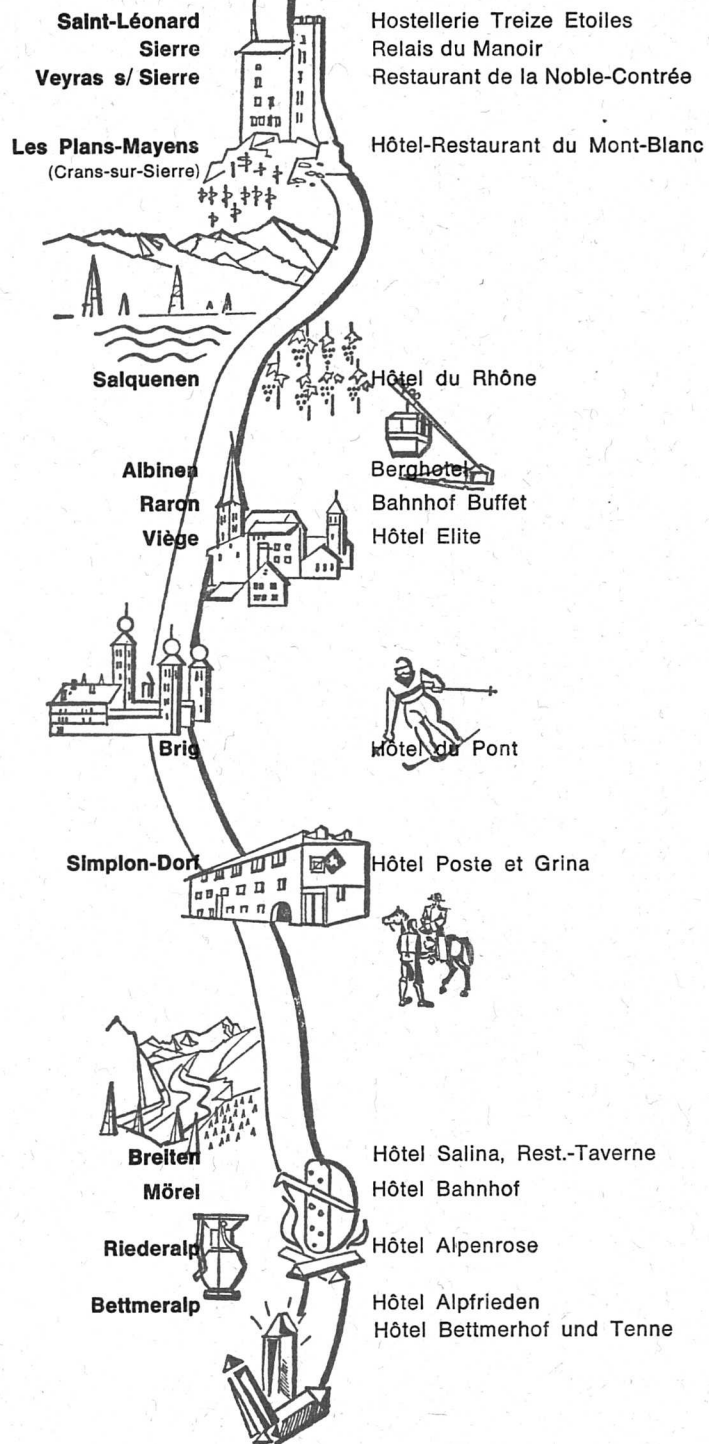 Saint-Léonard Hostellerie Treize Etoiles
Sierre Relais du Manoir
Veyras s/ Sierre Restaurant de la Noble-Contrée
Les Plans-Mayens Hôtel-Restaurant du Mont-Blanc
(Crans-sur-Sierre)
Salquenen Hôtel du Rhône
Albinen Berghotel
Raron Bahnhof Buffet
Viège Hôtel Elite
Brig Hôtel du Pont
Simplon-Dorf Hôtel Poste et Grina
Breiten Hôtel Salina, Rest.-Taverne
Mörel Hôtel Bahnhof
Riederalp Hôtel Alpenrose
Bettmeralp Hôtel Alpfrieden
Hôtel Bettmerhof und Tenne